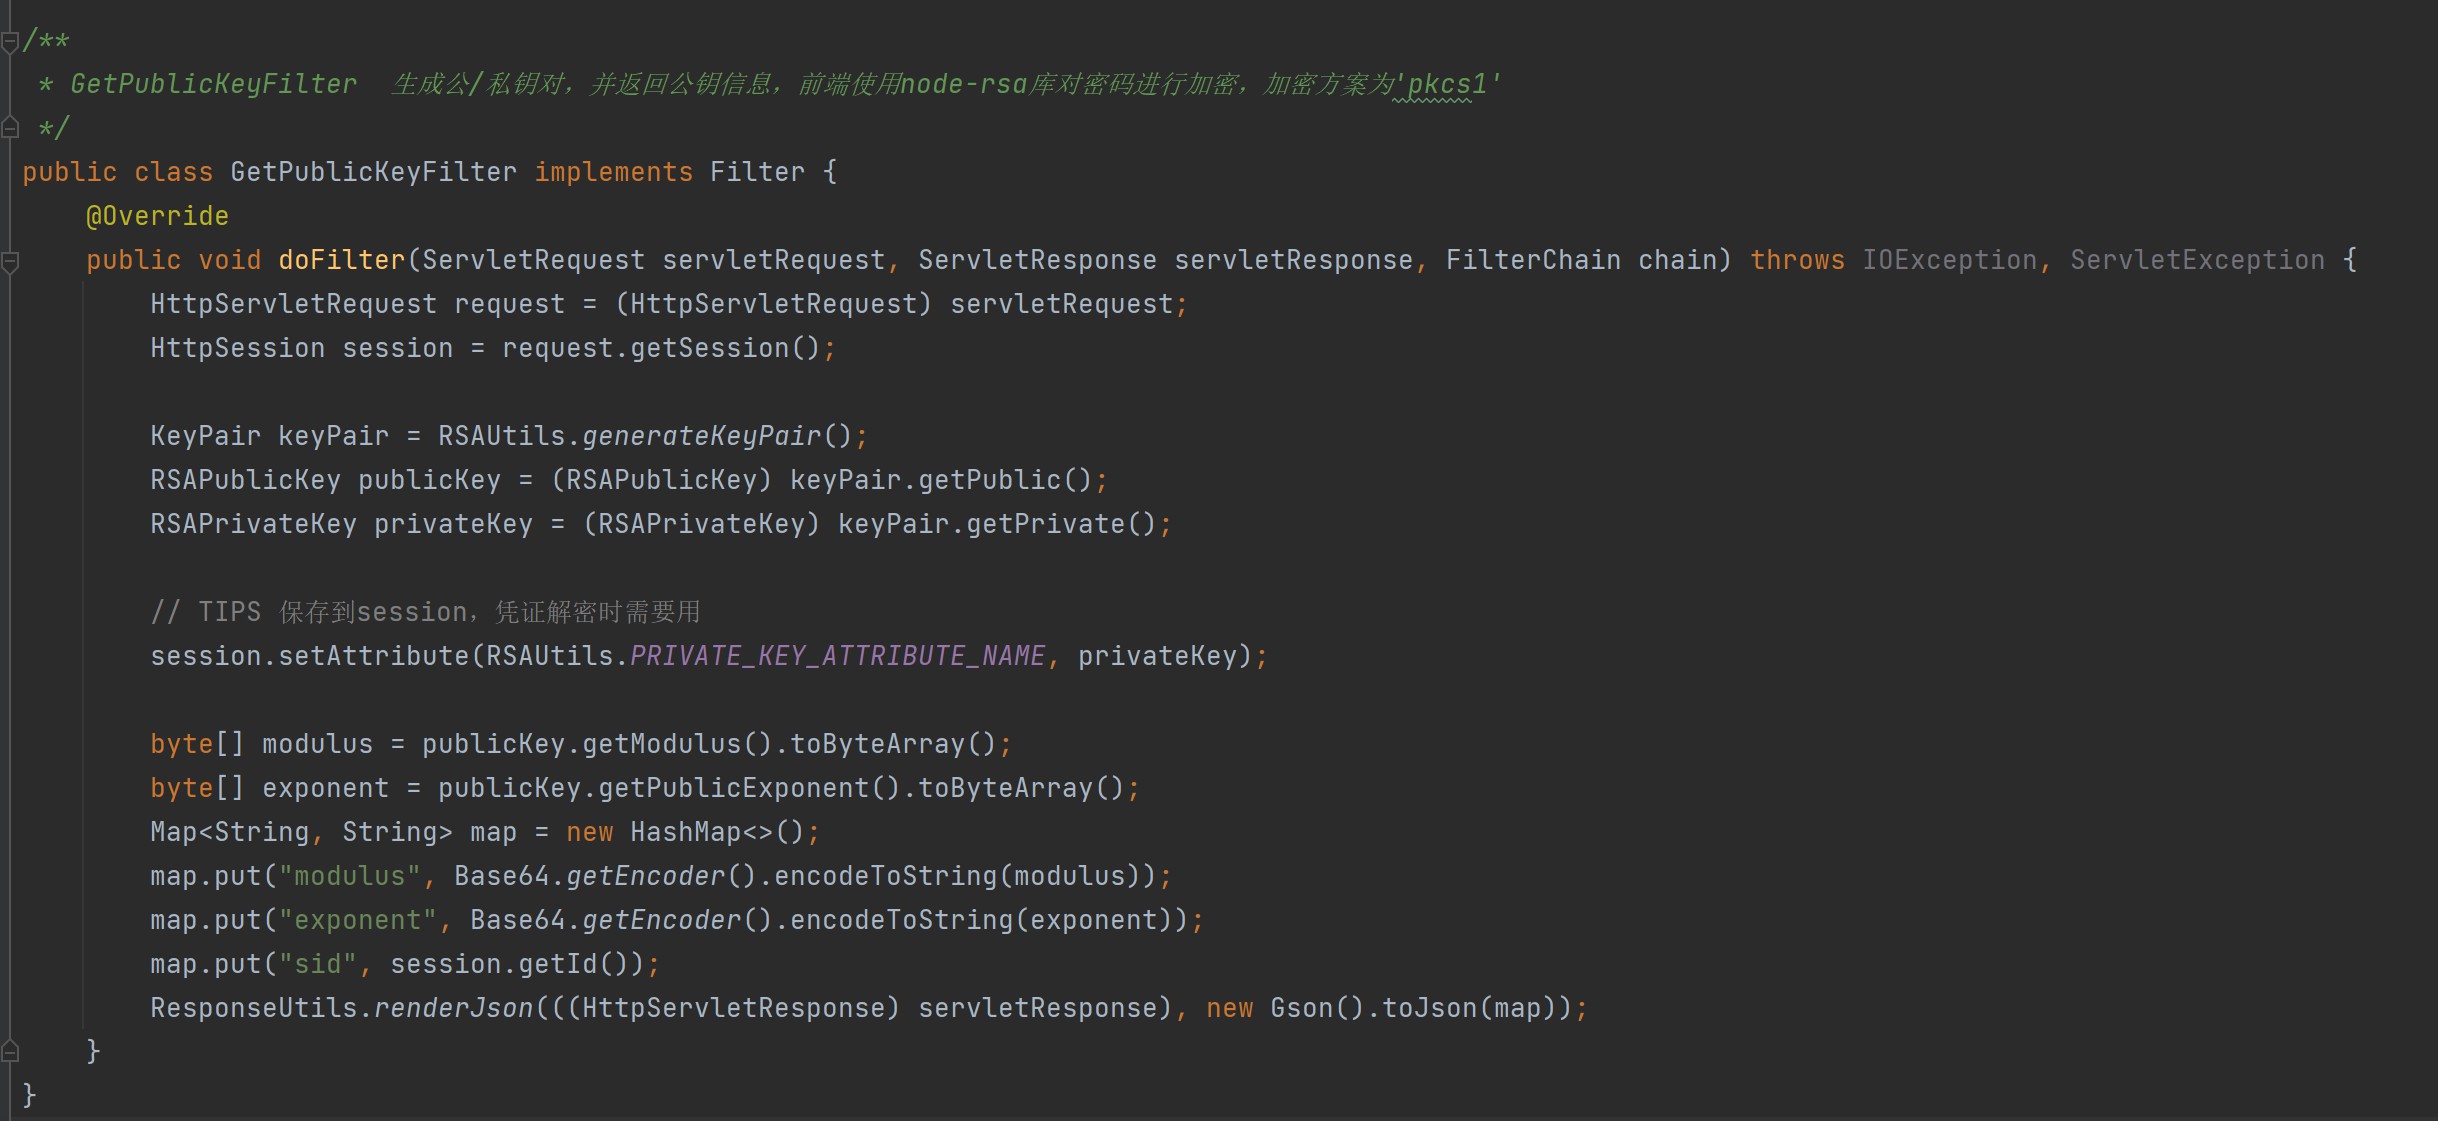 /**
 * GetPublicKeyFilter  生成公/私钥对，并返回公钥信息，前端使用node-rsa库对密码进行加密，加密方案为'pkcs1'
 */
public class GetPublicKeyFilter implements Filter {
    @Override
    public void doFilter(ServletRequest servletRequest, ServletResponse servletResponse, FilterChain chain) throws IOException, ServletException {
        HttpServletRequest request = (HttpServletRequest) servletRequest;
        HttpSession session = request.getSession();
        KeyPair keyPair = RSAUtils.generateKeyPair();
        RSAPublicKey publicKey = (RSAPublicKey) keyPair.getPublic();
        RSAPrivateKey privateKey = (RSAPrivateKey) keyPair.getPrivate();
        // TIPS 保存到session，凭证解密时需要用
        session.setAttribute(RSAUtils.PRIVATE_KEY_ATTRIBUTE_NAME, privateKey);
        byte[] modulus = publicKey.getModulus().toByteArray();
        byte[] exponent = publicKey.getPublicExponent().toByteArray();
        Map<String, String> map = new HashMap<>();
        map.put("modulus", Base64.getEncoder().encodeToString(modulus));
        map.put("exponent", Base64.getEncoder().encodeToString(exponent));
        map.put("sid", session.getId());
        ResponseUtils.renderJson(((HttpServletResponse) servletResponse), new Gson().toJson(map));
    }
}